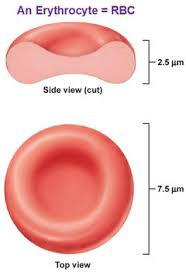 An Erythrocyte = RBC
2.5 µm
Side view (cut)
7.5 µm
Top view